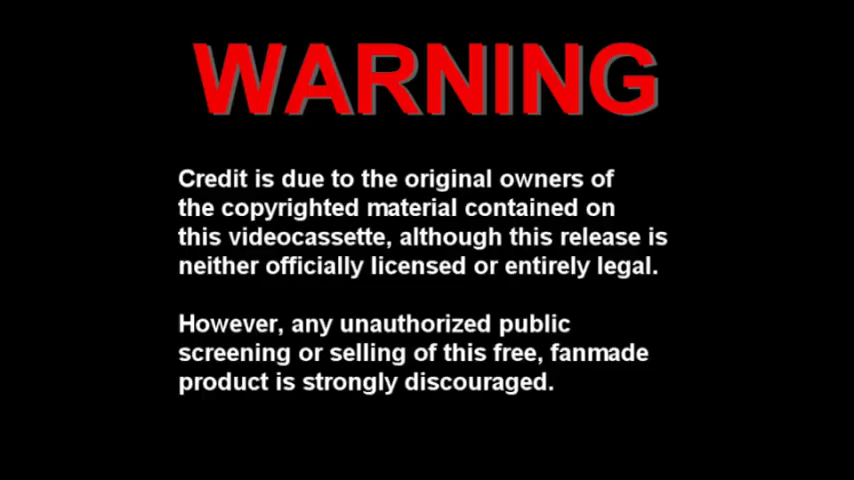 WARNING
Credit is due to the original owners of
the copyrighted material contained on
this videocassette, although this release is
neither officially licensed or entirely legal.
However, any unauthorized public
screening or selling of this free, fanmade
product is strongly discouraged.